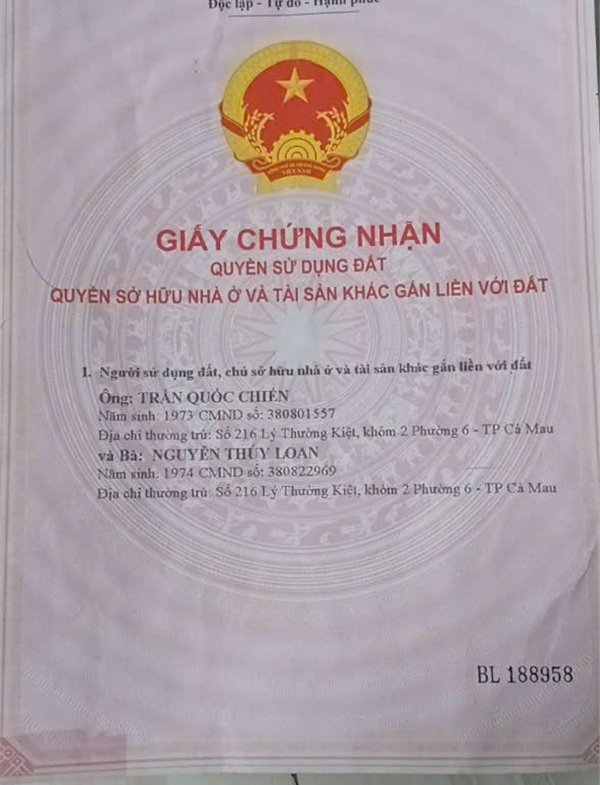 Độc lập - Tự do - Hạnh phúc
VIỆT NAM
GIẤY CHỨNG NHẬN
QUYỀN SỬ DỤNG ĐẤT
QUYỀN SỞ HỮU NHÀ Ở VÀ TÀI SẢN KHÁC GẮN LIỀN VỚI ĐẤT
I. Người sử dụng đất, chủ sở hữu nhà ở và tài sản khác gắn liền với đất
Ông: TRẦN QUỐC CHIẾN
Năm sinh: 1973 CMND số: 380801557
Địa chỉ thường trú: Số 216 Lý Thường Kiệt, khóm 2 Phường 6 - TP Cà Mau
và Bà: NGUYỄN THÚY LOAN
Năm sinh: 1974 CMND số: 380822969
Địa chỉ thường trú: Số 216 Lý Thường Kiệt, khóm 2 Phường 6 - TP Cà Mau
BL 188958